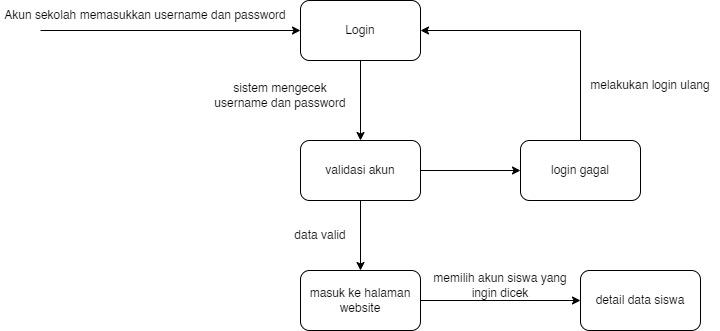 Akun sekolah memasukkan username dan password
Login
sistem mengecek
username dan password
melakukan login ulang
validasi akun
login gagal
data valid
masuk ke halaman
website
memilih akun siswa yang
ingin dicek
detail data siswa